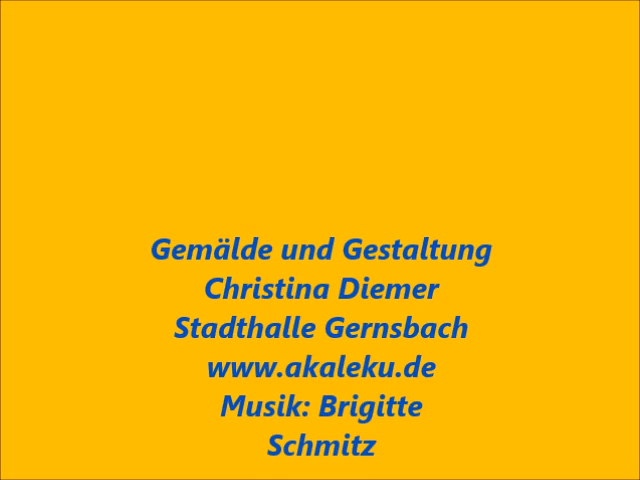 Gemälde und Gestaltung
Christina Diemer
Stadthalle Gernsbach
www.akaleku.de
Musik: Brigitte
Schmitz